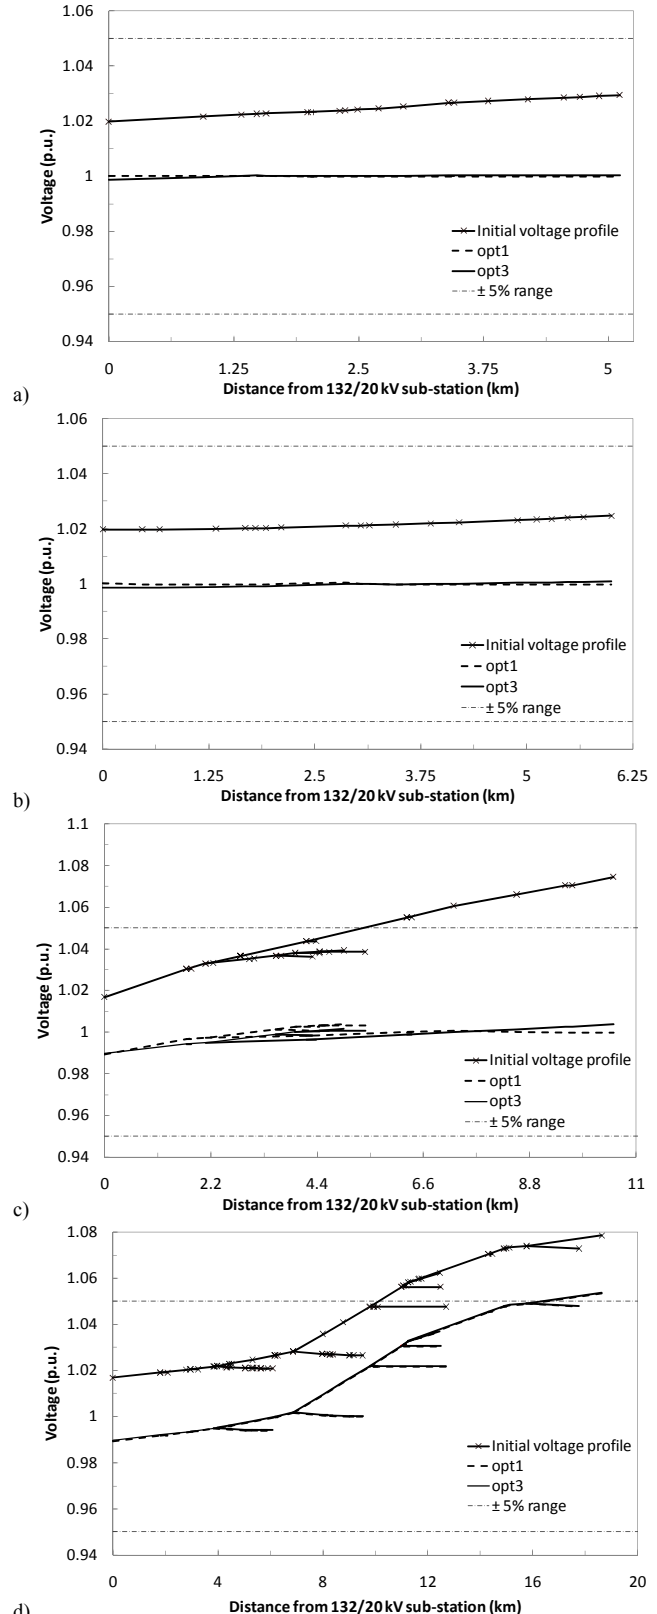 1.06
1.04
1.02
1
0.98
0.96
0.94
Voltage (p.u.)
Initial voltage profile
opt1
opt3
± 5% range
0 1.25 2.5 3.75 5
Distance from 132/20 kV sub-station (km)
a)
1.06
1.04
1.02
1
0.98
0.96
0.94
Voltage (p.u.)
Initial voltage profile
opt1
opt3
± 5% range
0 1.25 2.5 3.75 5 6.25
Distance from 132/20 kV sub-station (km)
b)
1.1
1.08
1.06
1.04
1.02
1
0.98
0.96
0.94
Voltage (p.u.)
Initial voltage profile
opt1
opt3
± 5% range
0 2.2 4.4 6.6 8.8 11
Distance from 132/20 kV sub-station (km)
c)
1.08
1.06
1.04
1.02
1
0.98
0.96
0.94
Voltage (p.u.)
Initial voltage profile
opt1
opt3
± 5% range
0 4 8 12 16 20
Distance from 132/20 kV sub-station (km)
d)